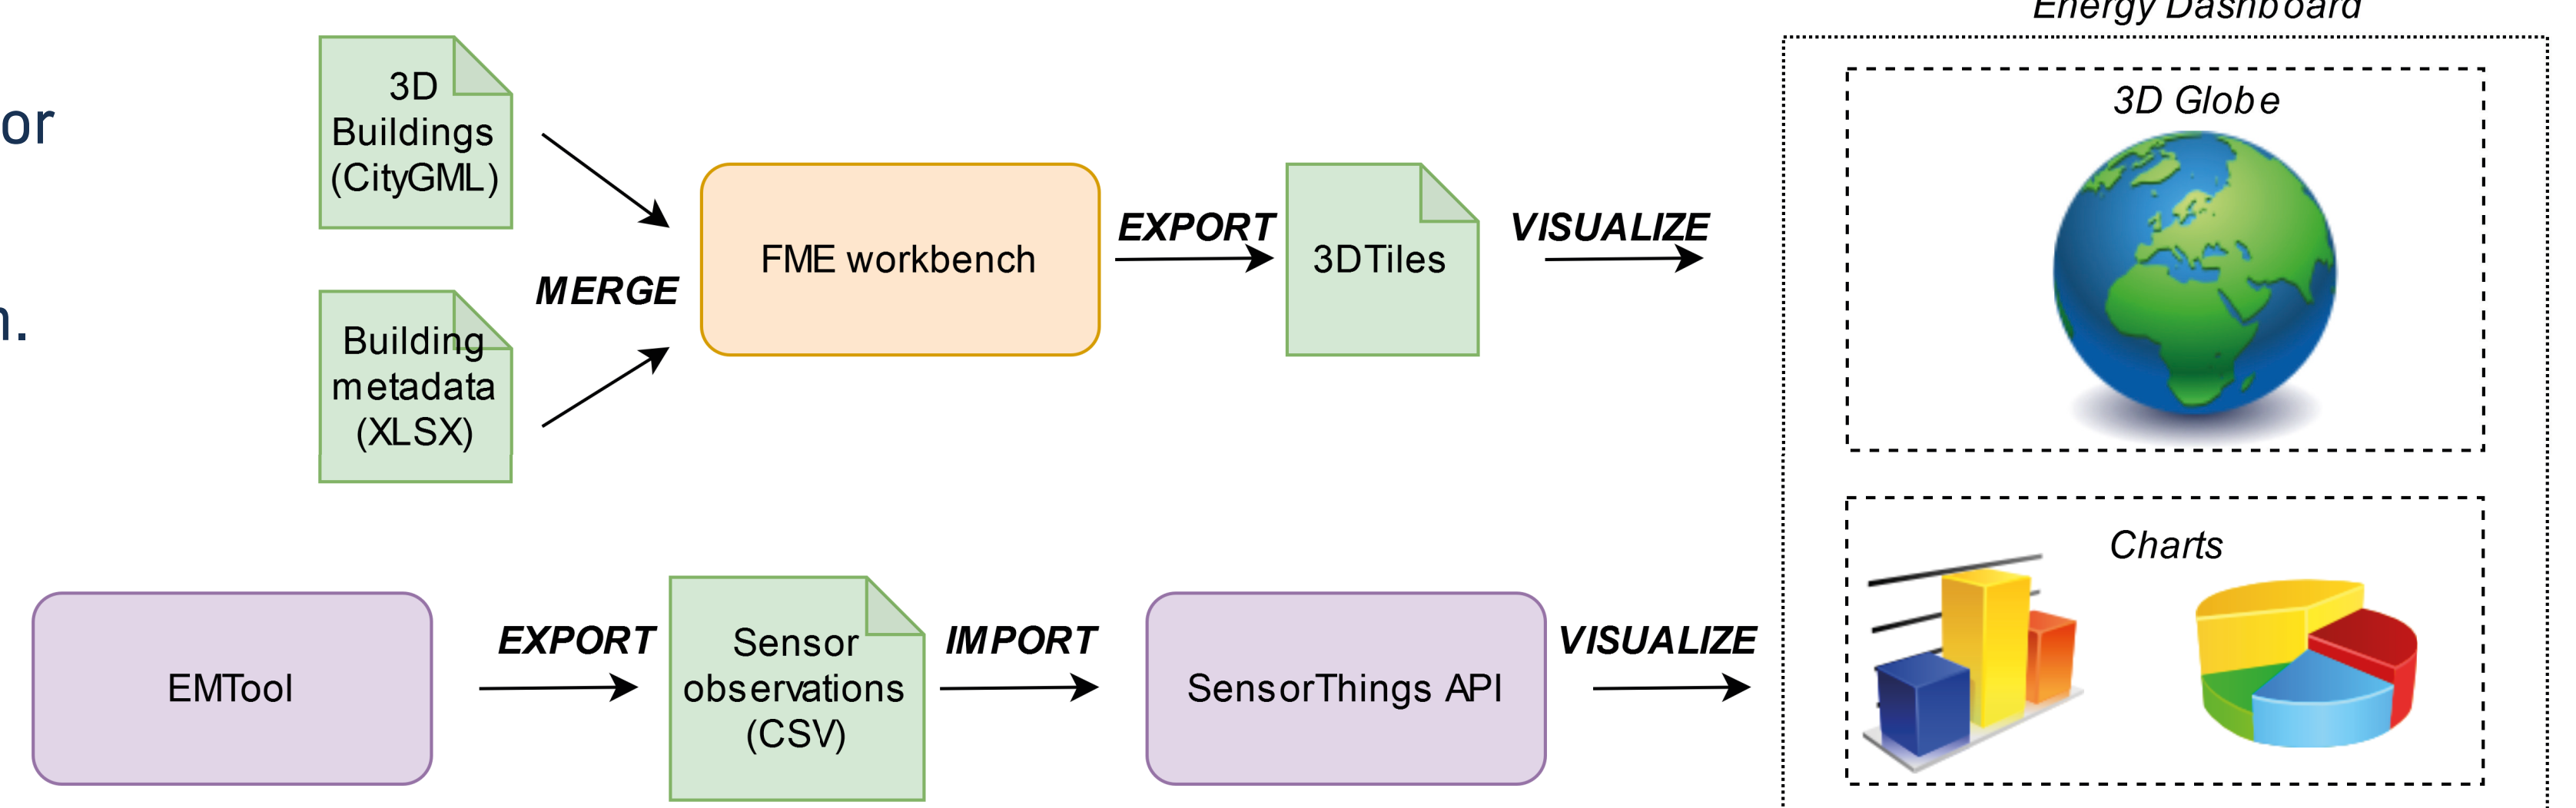 Energy Dashboard
or
n.
3D
Buildings
(CityGML)
Building
metadata
(XLSX)
MERGE
FME workbench
EXPORT
3DTiles
VISUALIZE
3D Globe
EMTool
EXPORT
Sensor
observations
(CSV)
IMPORT
SensorThings API
VISUALIZE
Charts